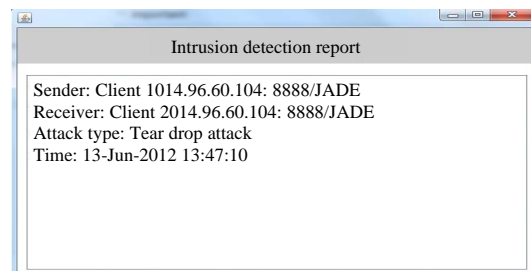 Intrusion detection report
Sender: Client 1014.96.60.104: 8888/JADE
Receiver: Client 2014.96.60.104: 8888/JADE
Attack type: Tear drop attack
Time: 13-Jun-2012 13:47:10